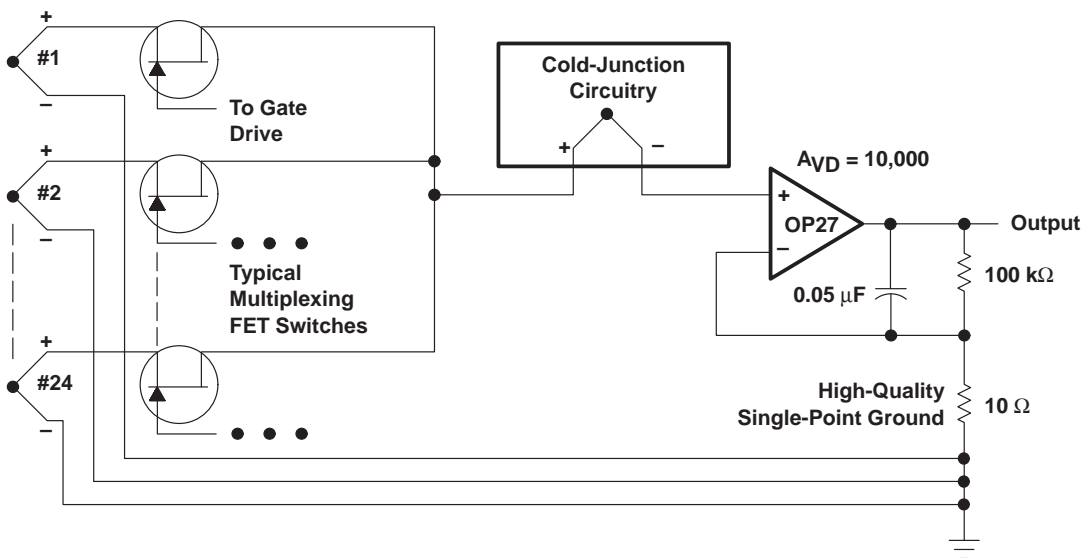 +
#1
−
To Gate
Drive
+
#2
−
Typical
Multiplexing
FET Switches
+
#24
−
Cold-Junction
Circuitry
+
−
AVD = 10,000
+
OP27
−
Output
0.05 μF
100 kΩ
High-Quality
Single-Point Ground
10 Ω